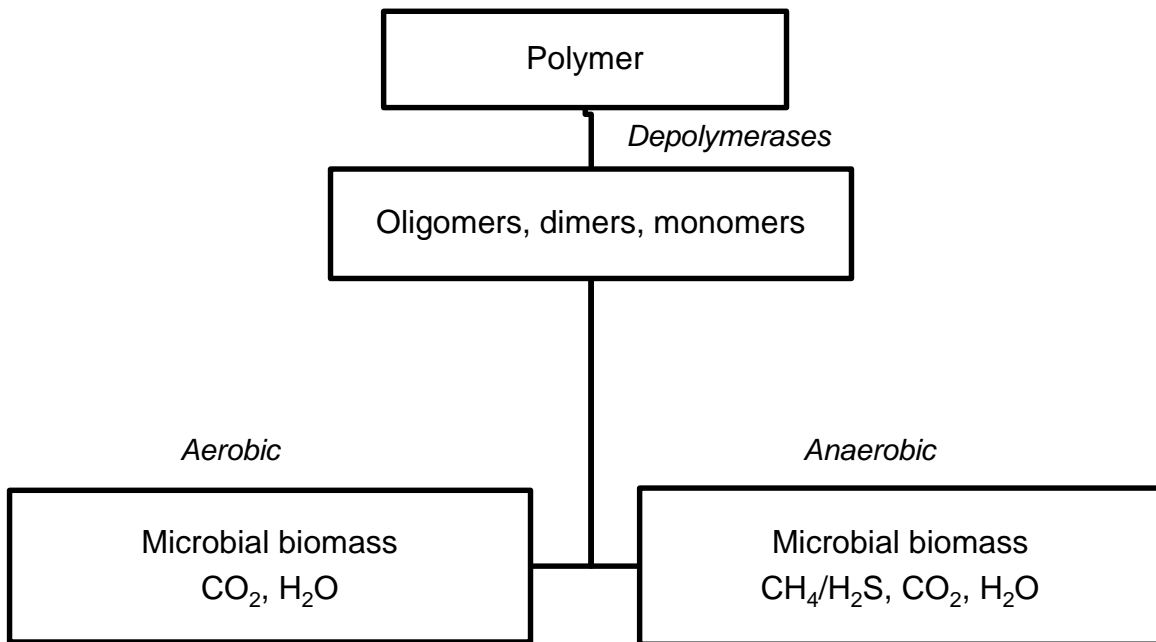 Polymer
Depolymerases
Oligomers, dimers, monomers
Aerobic
Anaerobic
Microbial biomass
CO₂, H₂O
Microbial biomass
CH₄/H₂S, CO₂, H₂O